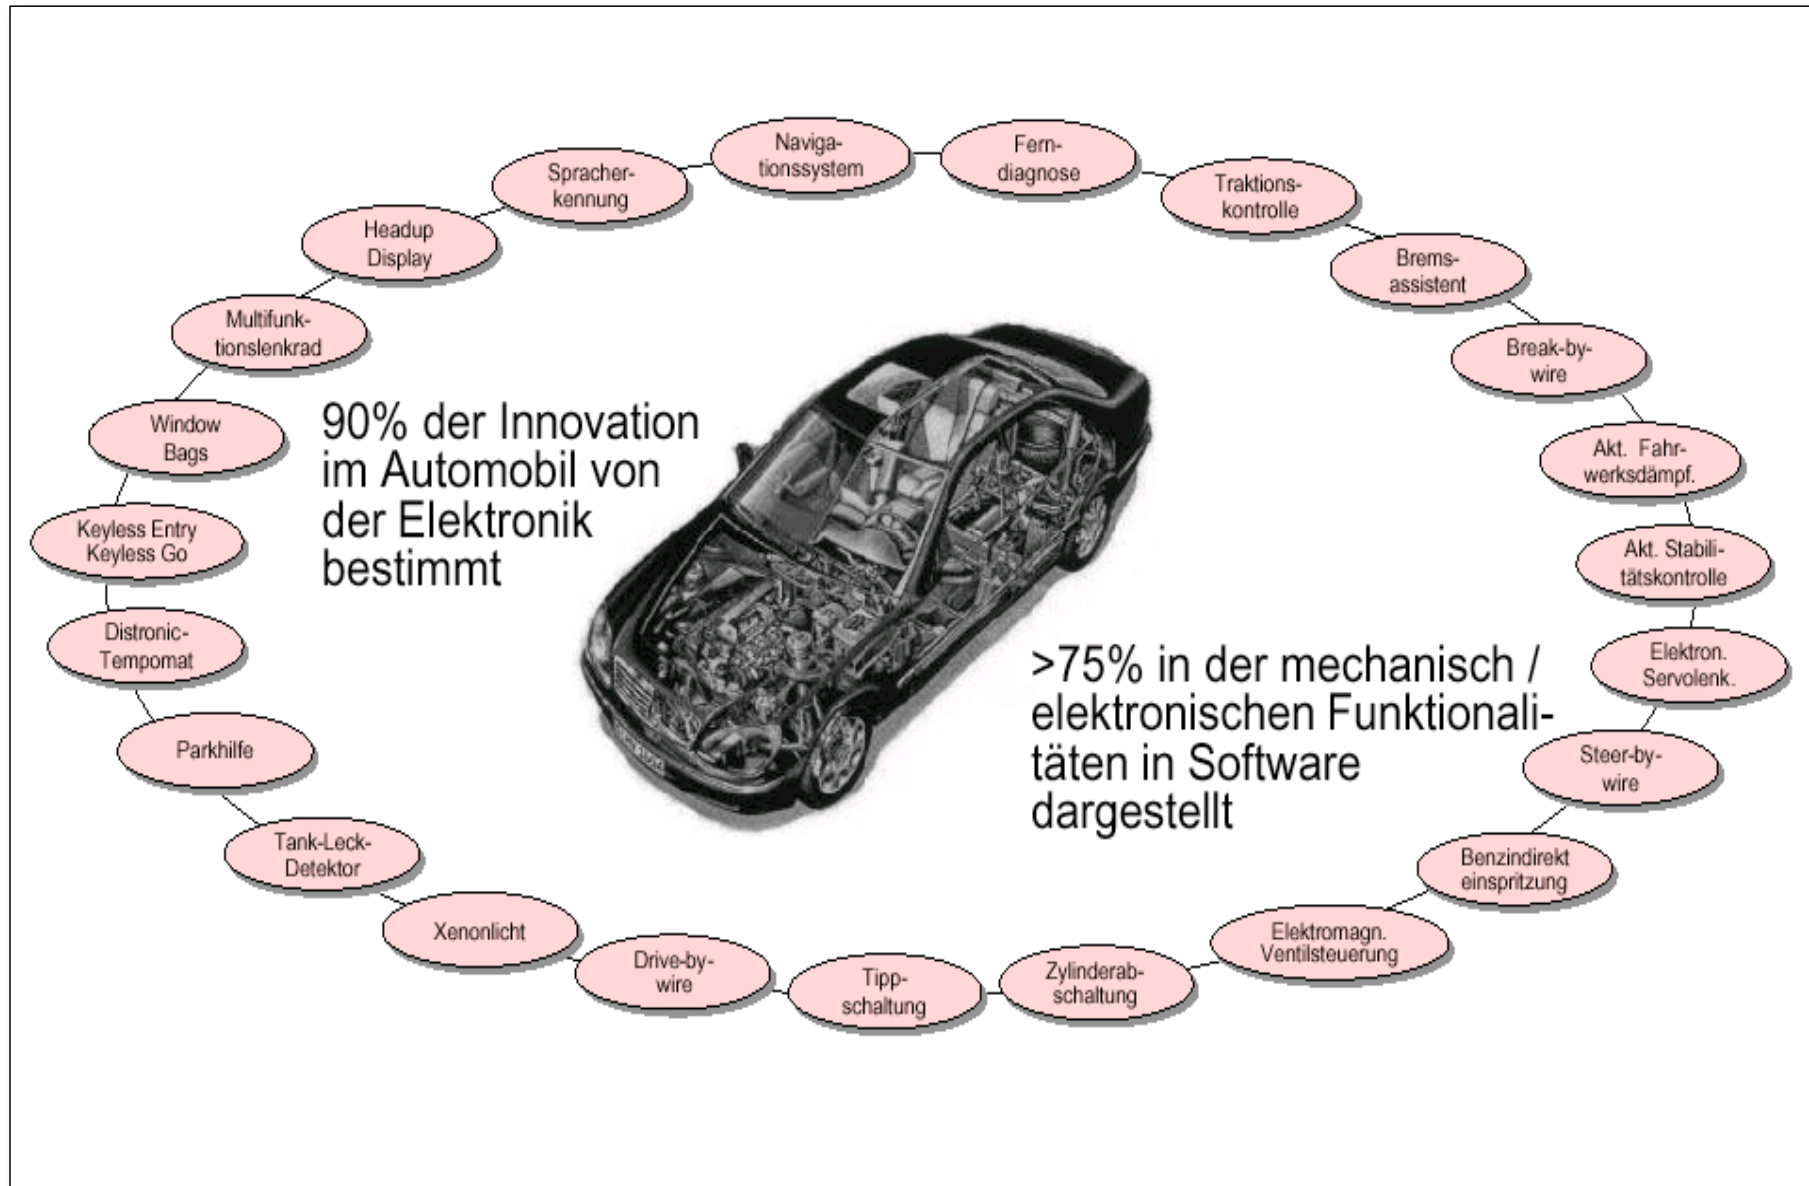 Naviga-
tionssystem
Fern-
diagnose
Traktions-
kontrolle
Brems-
assistent
Break-by-
wire
Akt. Fahr-
werksdämpf.
Akt. Stabili-
tätskontrolle
Elektron.
Servolenk.
Steer-by-
wire
Benzindirekt
einspritzung
Elektromagn.
Ventilsteuerung
Zylinderab-
schaltung
Tipp-
schaltung
Drive-by-
wire
Xenonlicht
Tank-Leck-
Detektor
Parkhilfe
Distronic-
Tempomat
Keyless Entry
Keyless Go
Window
Bags
Multifunk-
tionslenkrad
Headup
Display
Spracher-
kennung
90% der Innovation
im Automobil von
der Elektronik
bestimmt
>75% in der mechanisch /
elektronischen Funktionali-
täten in Software
dargestellt